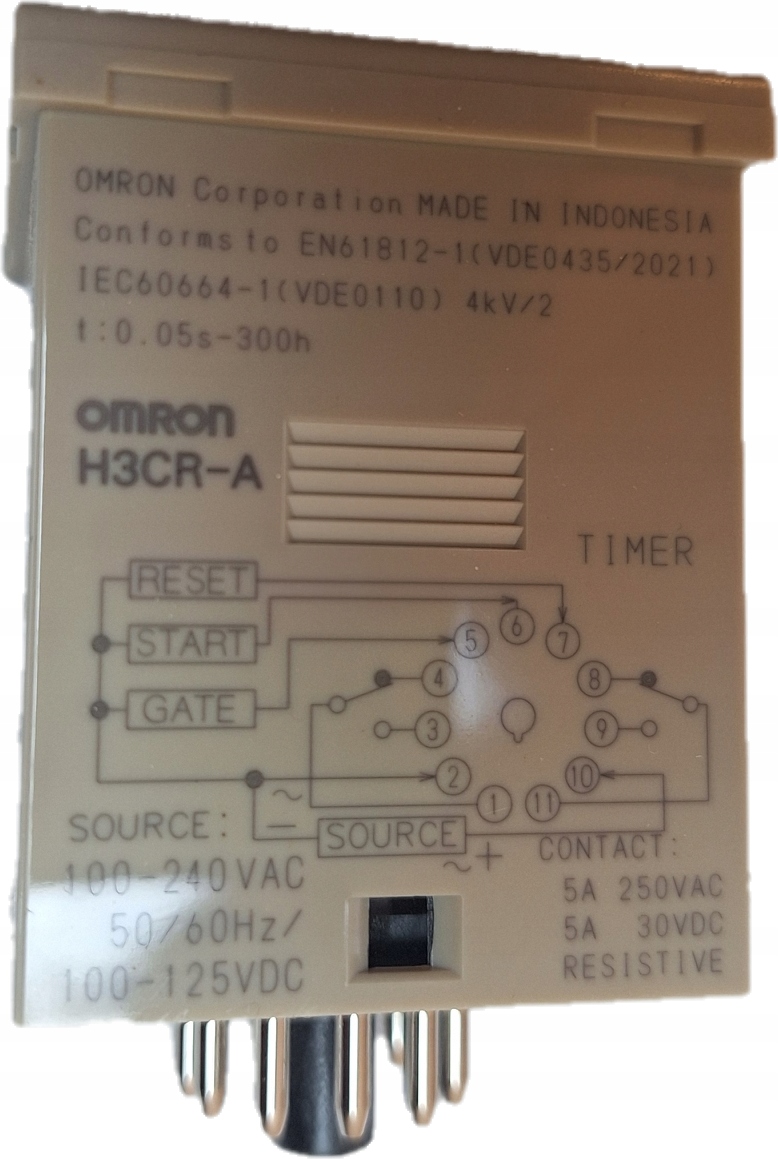 OMRON Corporation MADE IN INDONESIA
Conforms to EN61812-1(VDE0435/2021)
IEC60664-1(VDE0110) 4kV/2
t:0.05s-300h
OMRON
H3CR-A
TIMER
RESET
START
GATE
6
5 7
4 8
3 9
2 10
1 11
~
−
SOURCE
~+
SOURCE:
100-240VAC
50/60Hz/
100-125VDC
CONTACT:
5A 250VAC
5A 30VDC
RESISTIVE